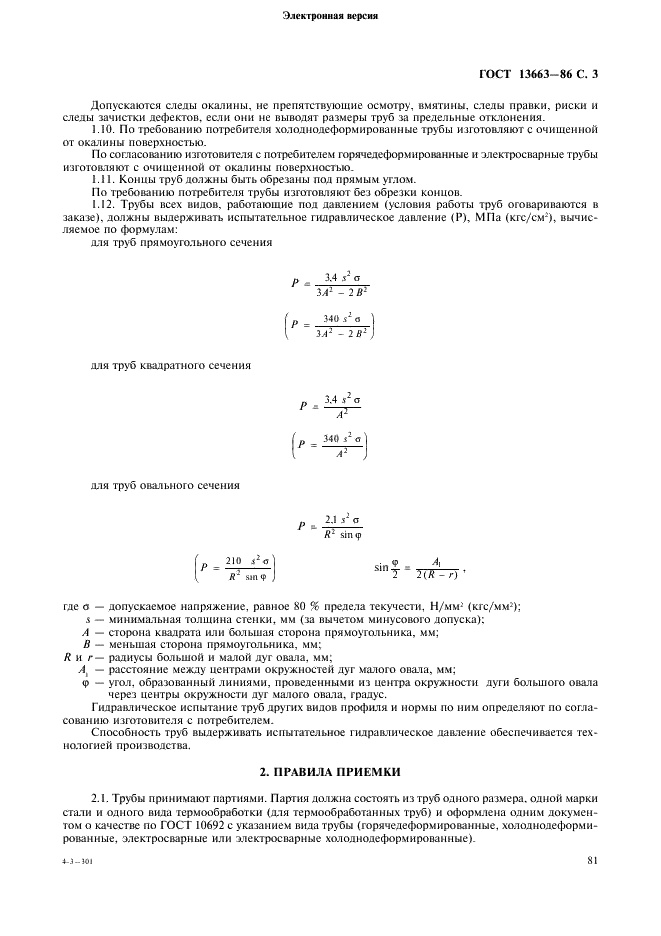 Электронная версия
ГОСТ 13663—86 С. 3
Допускаются следы окалины, не препятствующие осмотру, вмятины, следы правки, риски и
следы зачистки дефектов, если они не выводят размеры труб за предельные отклонения.
1.10. По требованию потребителя холоднодеформированные трубы изготовляют с очищенной
от окалины поверхностью.
По согласованию изготовителя с потребителем горячедеформированные и электросварные трубы
изготовляют с очищенной от окалины поверхностью.
1.11. Концы труб должны быть обрезаны под прямым углом.
По требованию потребителя трубы изготовляют без обрезки концов.
1.12. Трубы всех видов, работающие под давлением (условия работы труб оговариваются в
заказе), должны выдерживать испытательное гидравлическое давление (Р), МПа (кгс/см²), вычис-
ляемое по формулам:
для труб прямоугольного сечения
P = 3,4 s² σ / 3A² − 2 B²
(P = 340 s² σ / 3A² − 2 B²)
для труб квадратного сечения
P = 3,4 s² σ / A²
(P = 340 s² σ / A²)
для труб овального сечения
P = 2,1 s² σ / R² sin φ
(P = 210 s² σ / R² sin φ) sin φ/2 = A₁ / 2(R − r) ,
где σ — допускаемое напряжение, равное 80 % предела текучести, Н/мм² (кгс/мм²);
s — минимальная толщина стенки, мм (за вычетом минусового допуска);
A — сторона квадрата или большая сторона прямоугольника, мм;
B — меньшая сторона прямоугольника, мм;
R и r — радиусы большой и малой дуг овала, мм;
A₁ — расстояние между центрами окружностей дуг малого овала, мм;
φ — угол, образованный линиями, проведенными из центра окружности дуги большого овала
через центры окружности дуг малого овала, градус.
Гидравлическое испытание труб других видов профиля и нормы по ним определяют по согла-
сованию изготовителя с потребителем.
Способность труб выдерживать испытательное гидравлическое давление обеспечивается тех-
нологией производства.
2. ПРАВИЛА ПРИЕМКИ
2.1. Трубы принимают партиями. Партия должна состоять из труб одного размера, одной марки
стали и одного вида термообработки (для термообработанных труб) и оформлена одним докумен-
том о качестве по ГОСТ 10692 с указанием вида трубы (горячедеформированные, холоднодеформи-
рованные, электросварные или электросварные холоднодеформированные).
4-3—301 81